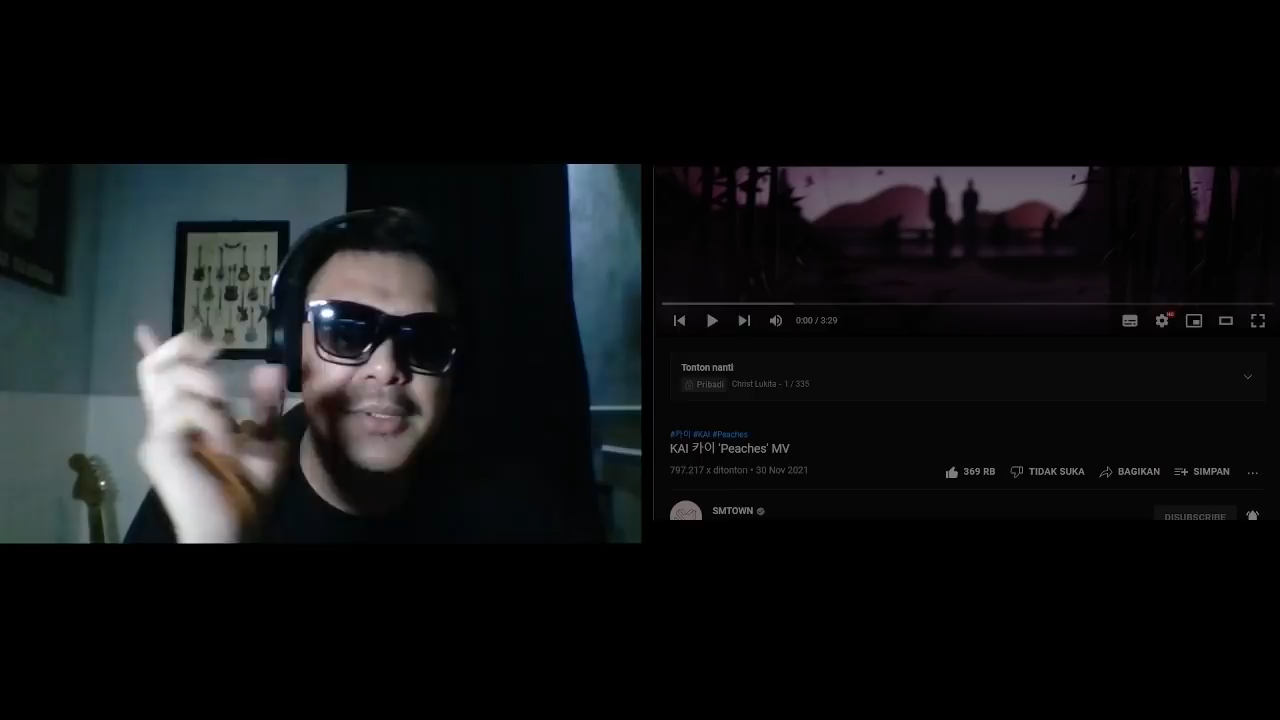 0:00 / 3:29
HD
Tonton nanti
Pribadi Christ Lukita - 1 / 335
#카이 #KAI #Peaches
KAI 카이 'Peaches' MV
797.217 x ditonton • 30 Nov 2021
369 RB TIDAK SUKA BAGIKAN SIMPAN
SMTOWN
DISUBSCRIBE